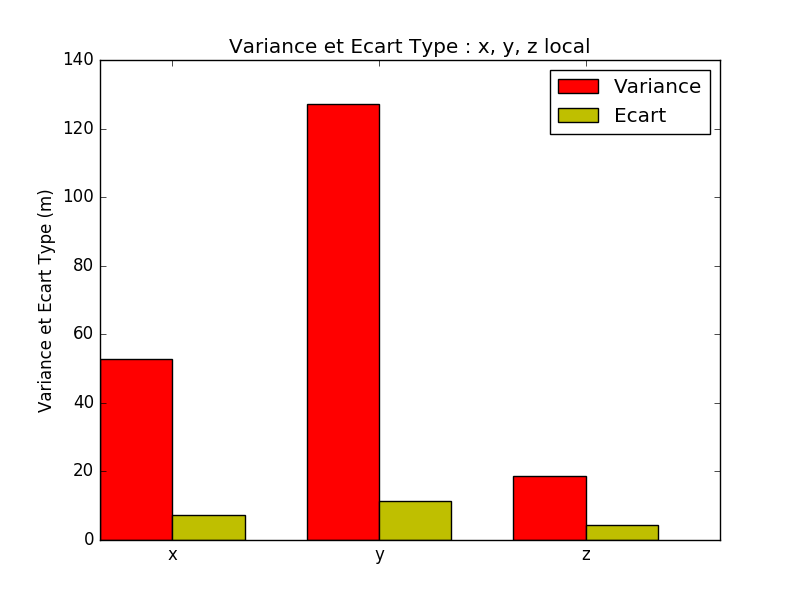 Variance et Ecart Type : x, y, z local
Variance
Ecart
Variance et Ecart Type (m)
140
120
100
80
60
40
20
0
x
y
z